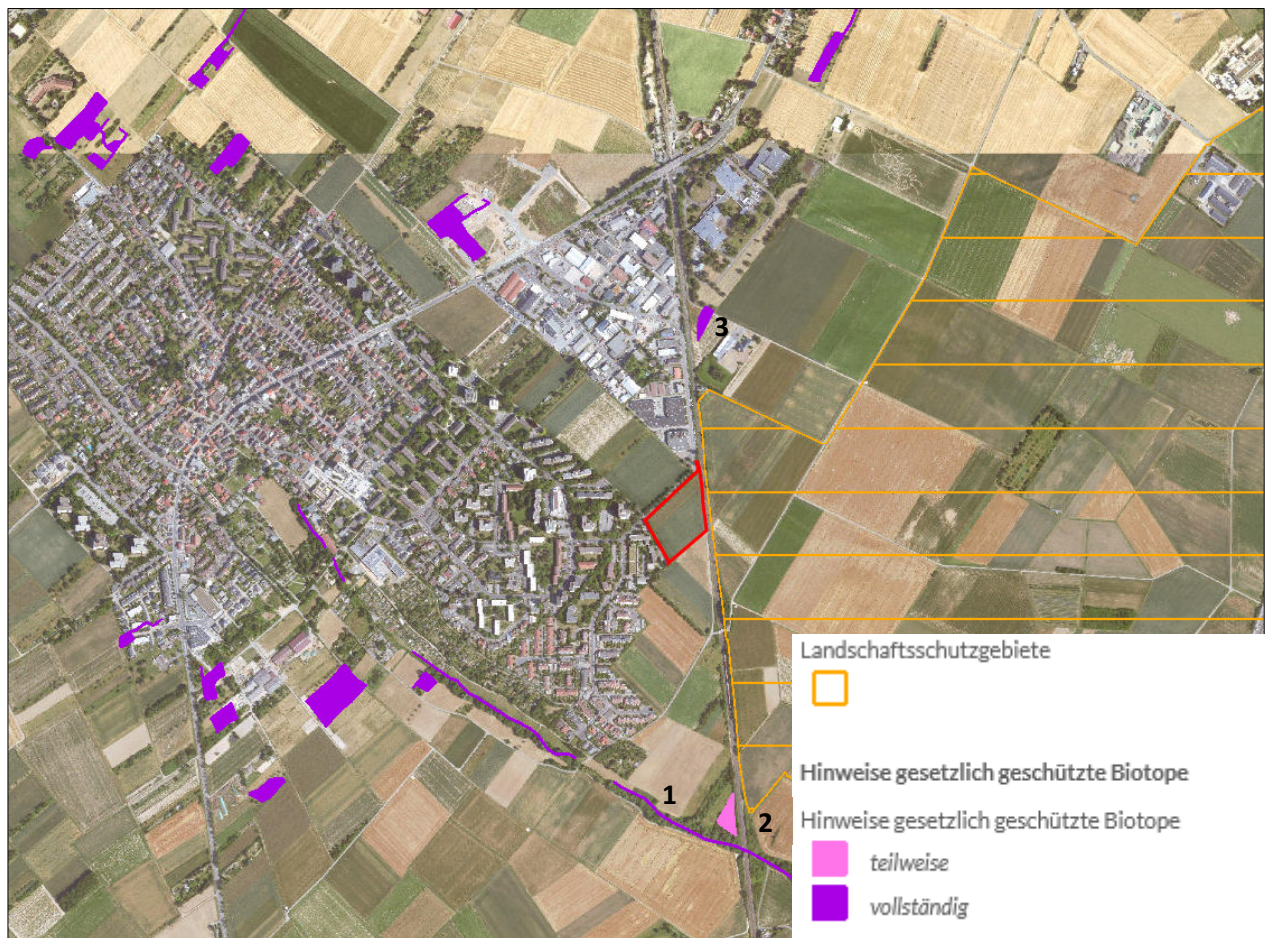 3
1
2
Landschaftsschutzgebiete
Hinweise gesetzlich geschützte Biotope
Hinweise gesetzlich geschützte Biotope
teilweise
vollständig